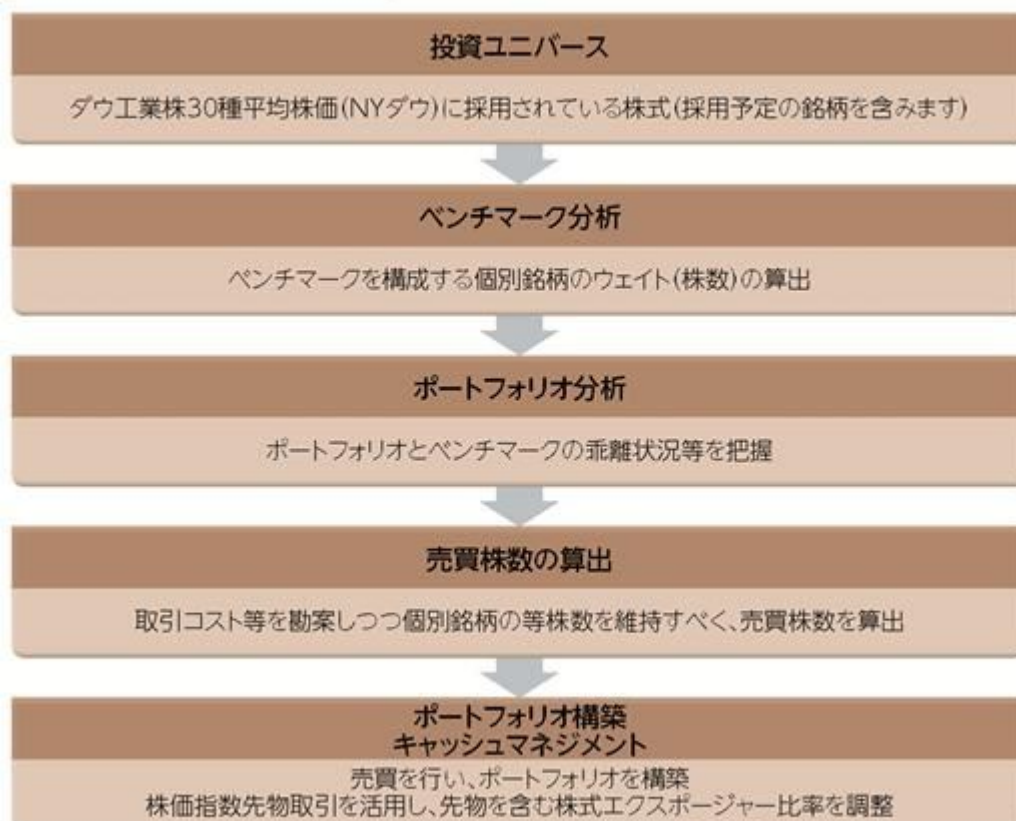 投資ユニバース
ダウ工業株30種平均株価(NYダウ)に採用されている株式(採用予定の銘柄を含みます)
ベンチマーク分析
ベンチマークを構成する個別銘柄のウェイト(株数)の算出
ポートフォリオ分析
ポートフォリオとベンチマークの乖離状況等を把握
売買株数の算出
取引コスト等を勘案しつつ個別銘柄の等株数を維持すべく、売買株数を算出
ポートフォリオ構築
キャッシュマネジメント
売買を行い、ポートフォリオを構築
株価指数先物取引を活用し、先物を含む株式エクスポージャー比率を調整